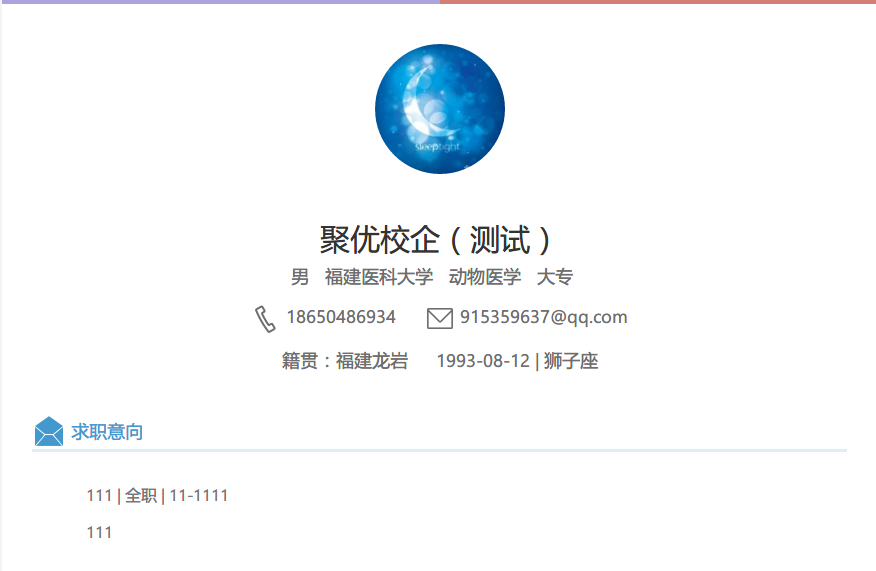 sleeptight
聚优校企（测试）
男 福建医科大学 动物医学 大专
18650486934 915359637@qq.com
籍贯：福建龙岩 1993-08-12 | 狮子座
求职意向
111 | 全职 | 11-1111
111